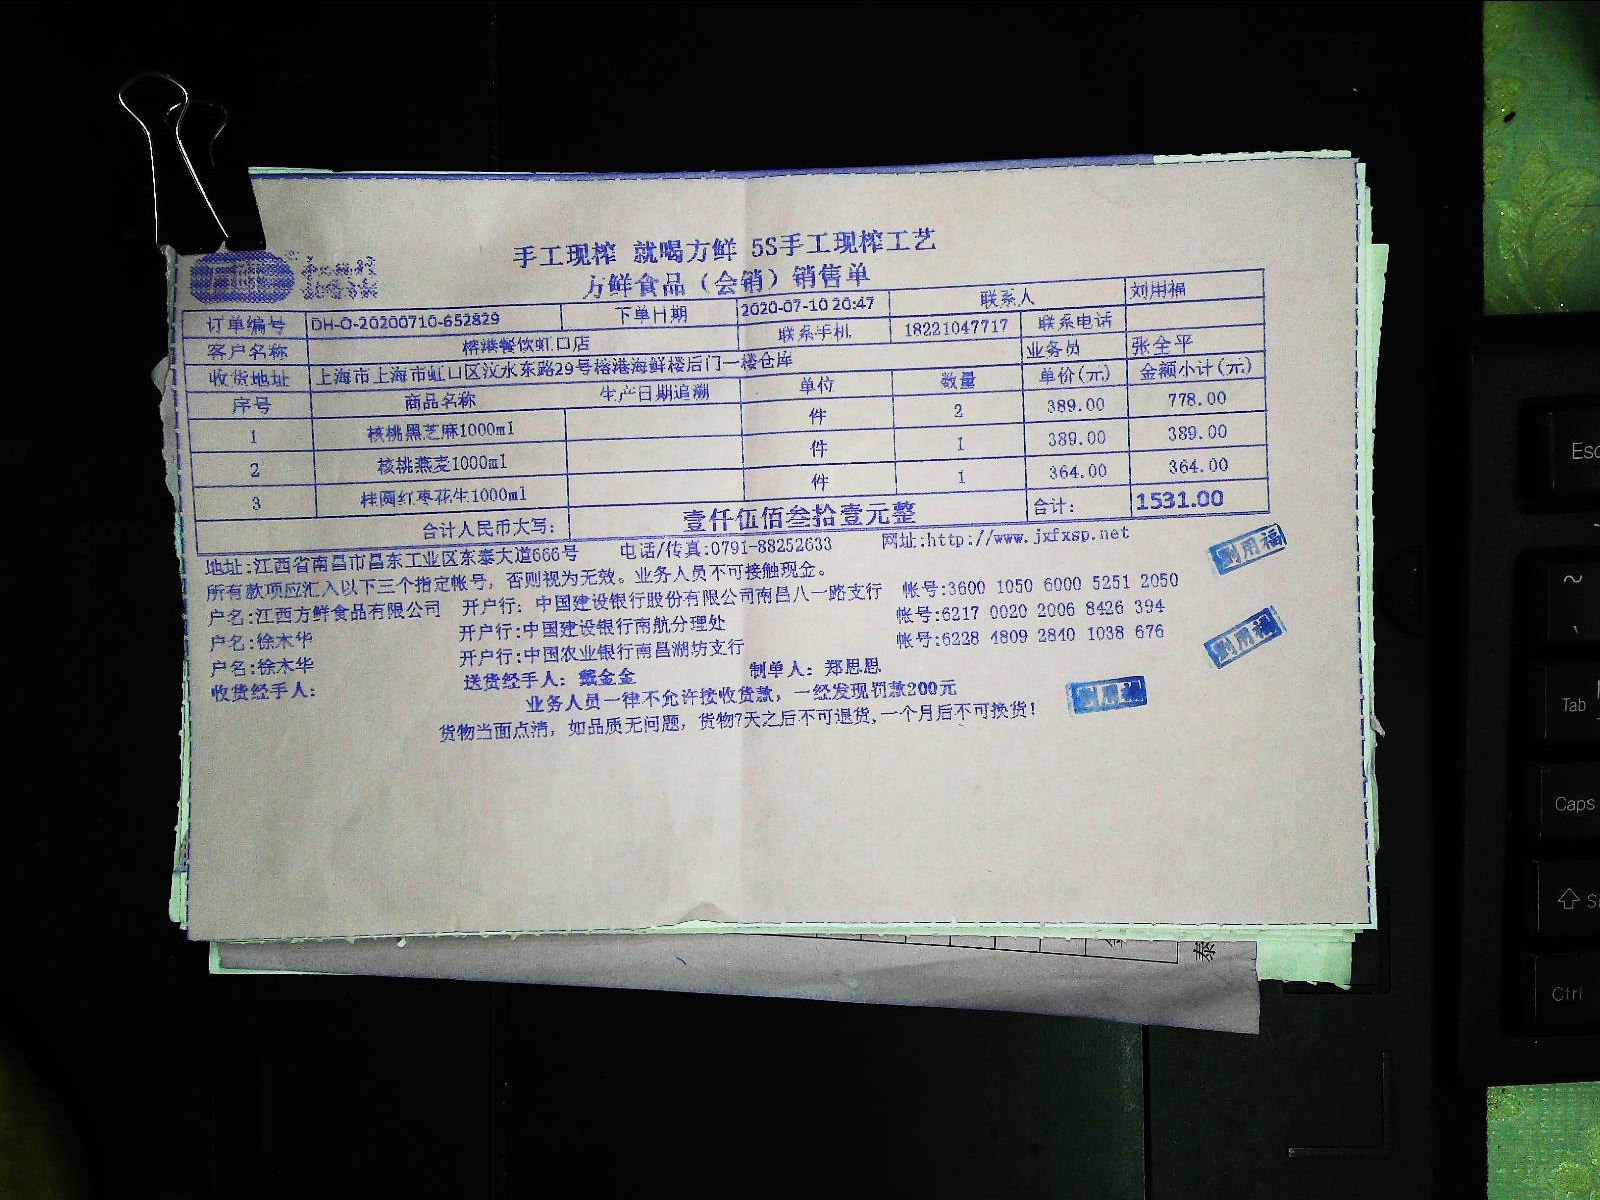 手工现榨 就喝方鲜 5S手工现榨工艺
方鲜食品（会销）销售单
订单编号 DH-O-20200710-652829 下单日期 2020-07-10 20:47 联系人 刘用福
客户名称 榕港餐饮虹口店 联系手机 18221047717 联系电话
收货地址 上海市上海市虹口区汶水东路29号榕港海鲜楼后门一楼仓库 业务员 张全平
序号 商品名称 生产日期追溯 单位 数量 单价(元) 金额小计(元)
1 核桃黑芝麻1000ml 件 2 389.00 778.00
2 核桃燕麦1000ml 件 1 389.00 389.00
3 桂圆红枣花生1000ml 件 1 364.00 364.00
合计人民币大写: 壹仟伍佰叁拾壹元整 合计: 1531.00
地址:江西省南昌市昌东工业区东泰大道666号 电话/传真:0791-88252633 网址:http://www.jxfxsp.net
所有款项应汇入以下三个指定帐号，否则视为无效。业务人员不可接触现金。
户名:江西方鲜食品有限公司 开户行: 中国建设银行股份有限公司南昌八一路支行 帐号:3600 1050 6000 5251 2050
户名:徐木华 开户行:中国建设银行南航分理处 帐号:6217 0020 2006 8426 394
户名:徐木华 开户行:中国农业银行南昌湖坊支行 帐号:6228 4809 2840 1038 676
收货经手人: 送货经手人: 戴金金 制单人: 郑思思
业务人员一律不允许接收货款，一经发现罚款200元
货物当面点清，如品质无问题，货物7天之后不可退货,一个月后不可换货！
刘用福
刘用福
刘用福
Esc
~
Tab
Caps
Ctrl
泰